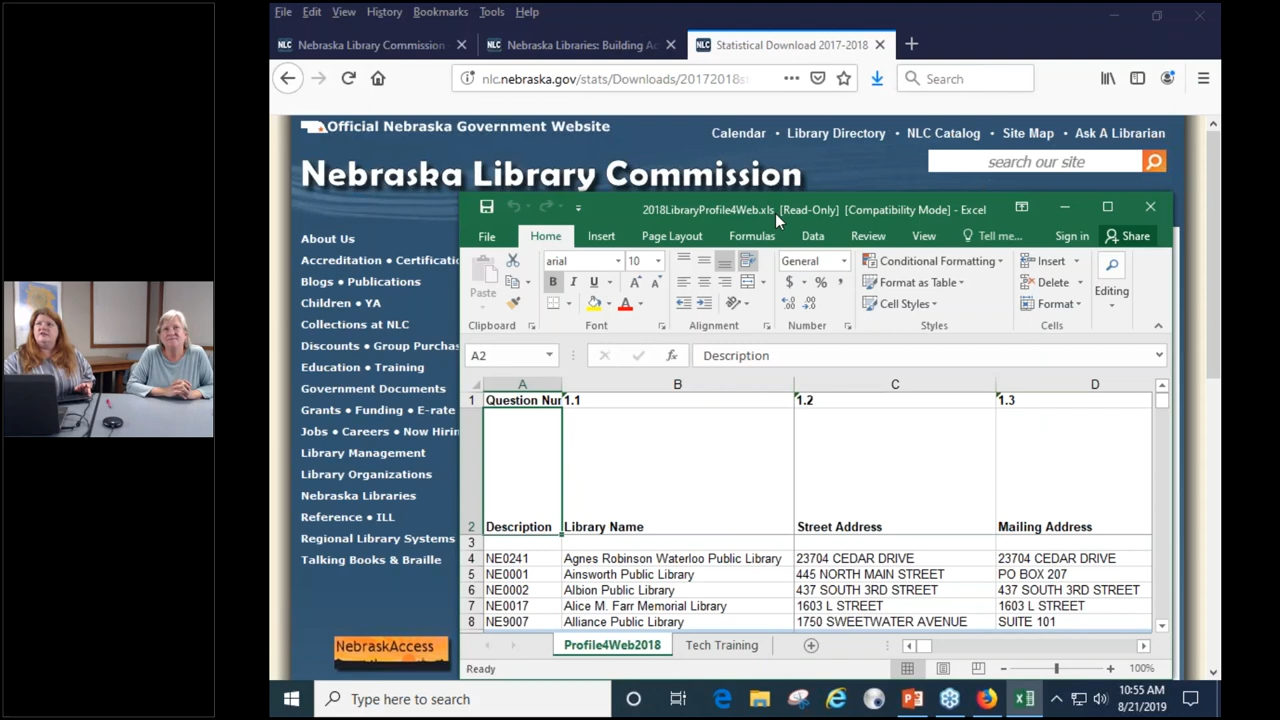 File Edit View History Bookmarks Tools Help
Nebraska Library Commission
Nebraska Libraries: Building Ac
Statistical Download 2017-2018
nlc.nebraska.gov/stats/Downloads/20172018s
Search
Official Nebraska Government Website
Calendar • Library Directory • NLC Catalog • Site Map • Ask A Librarian
Nebraska Library Commission
search our site
2018LibraryProfile4Web.xls [Read-Only] [Compatibility Mode] - Excel
File Home Insert Page Layout Formulas Data Review View Tell me... Sign in Share
Paste
arial 10
General
Conditional Formatting
Format as Table
Cell Styles
Insert
Delete
Format
Editing
Clipboard Font Alignment Number Styles Cells
A2 fx Description
A B C D
1 Question Nur 1.1 1.2 1.3
2 Description Library Name Street Address Mailing Address
3
4 NE0241 Agnes Robinson Waterloo Public Library 23704 CEDAR DRIVE 23704 CEDAR DRIVE
5 NE0001 Ainsworth Public Library 445 NORTH MAIN STREET PO BOX 207
6 NE0002 Albion Public Library 437 SOUTH 3RD STREET 437 SOUTH 3RD STREET
7 NE0017 Alice M. Farr Memorial Library 1603 L STREET 1603 L STREET
8 NE9007 Alliance Public Library 1750 SWEETWATER AVENUE SUITE 101
Profile4Web2018 Tech Training
Ready 100%
About Us
Accreditation • Certificatio
Blogs • Publications
Children • YA
Collections at NLC
Discounts • Group Purchas
Education • Training
Government Documents
Grants • Funding • E-rate
Jobs • Careers • Now Hirin
Library Management
Library Organizations
Nebraska Libraries
Reference • ILL
Regional Library Systems
Talking Books & Braille
NebraskAccess
Type here to search
10:55 AM
8/21/2019